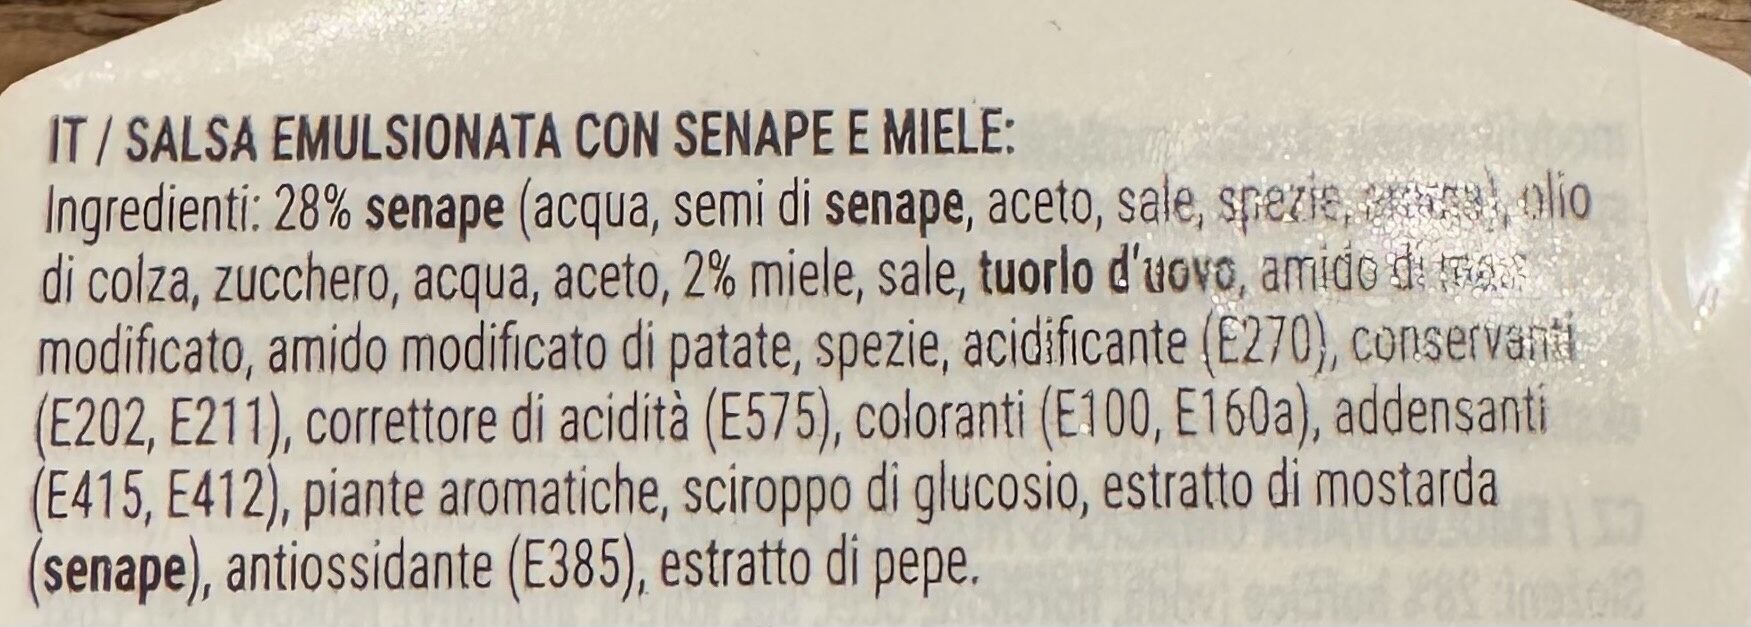 IT / SALSA EMULSIONATA CON SENAPE E MIELE:
Ingredienti: 28% senape (acqua, semi di senape, aceto, sale, spezie, olio
di colza, zucchero, acqua, aceto, 2% miele, sale, tuorlo d'uovo, amido di
modificato, amido modificato di patate, spezie, acidificante (E270), conservanti
(E202, E211), correttore di acidità (E575), coloranti (E100, E160a), addensanti
(E415, E412), piante aromatiche, sciroppo di glucosio, estratto di mostarda
(senape), antiossidante (E385), estratto di pepe.